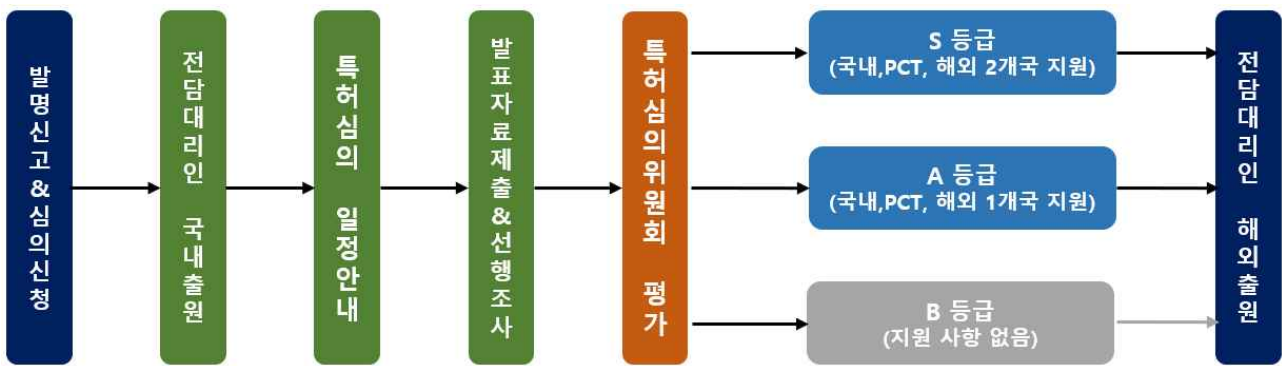 발명신고&심의신청
전담대리인 국내출원
특허심의 일정안내
발표자료제출&선행조사
특허심의위원회 평가
S 등급
(국내,PCT, 해외 2개국 지원)
A 등급
(국내,PCT, 해외 1개국 지원)
B 등급
(지원 사항 없음)
전담대리인 해외출원